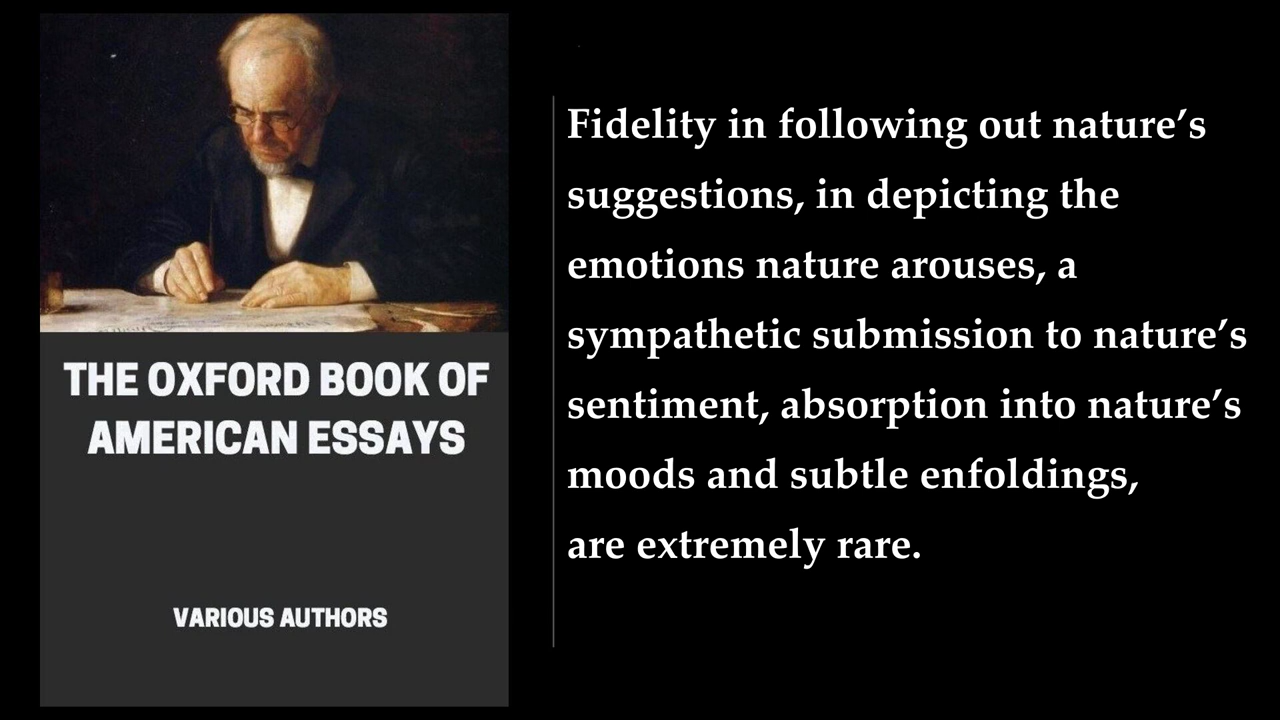 THE OXFORD BOOK OF
AMERICAN ESSAYS
VARIOUS AUTHORS
Fidelity in following out nature’s
suggestions, in depicting the
emotions nature arouses, a
sympathetic submission to nature’s
sentiment, absorption into nature’s
moods and subtle enfoldings,
are extremely rare.